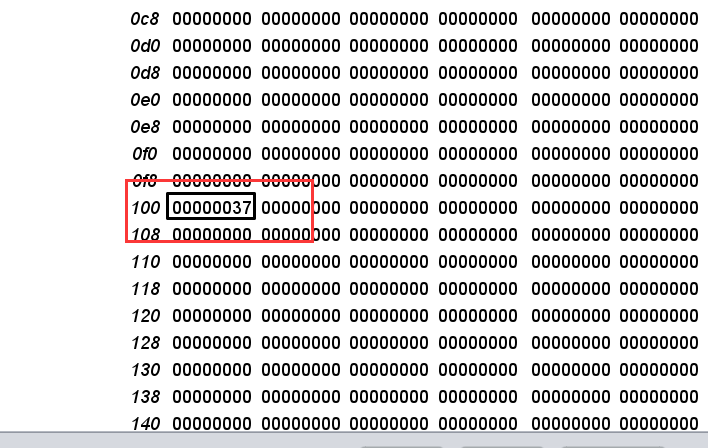 0c8 00000000 00000000 00000000 00000000 00000000 00000000
0d0 00000000 00000000 00000000 00000000 00000000 00000000
0d8 00000000 00000000 00000000 00000000 00000000 00000000
0e0 00000000 00000000 00000000 00000000 00000000 00000000
0e8 00000000 00000000 00000000 00000000 00000000 00000000
0f0 00000000 00000000 00000000 00000000 00000000 00000000
0f8 00000000 00000000 00000000 00000000 00000000 00000000
100 00000037 00000000 00000000 00000000 00000000 00000000
108 00000000 00000000 00000000 00000000 00000000 00000000
110 00000000 00000000 00000000 00000000 00000000 00000000
118 00000000 00000000 00000000 00000000 00000000 00000000
120 00000000 00000000 00000000 00000000 00000000 00000000
128 00000000 00000000 00000000 00000000 00000000 00000000
130 00000000 00000000 00000000 00000000 00000000 00000000
138 00000000 00000000 00000000 00000000 00000000 00000000
140 00000000 00000000 00000000 00000000 00000000 00000000